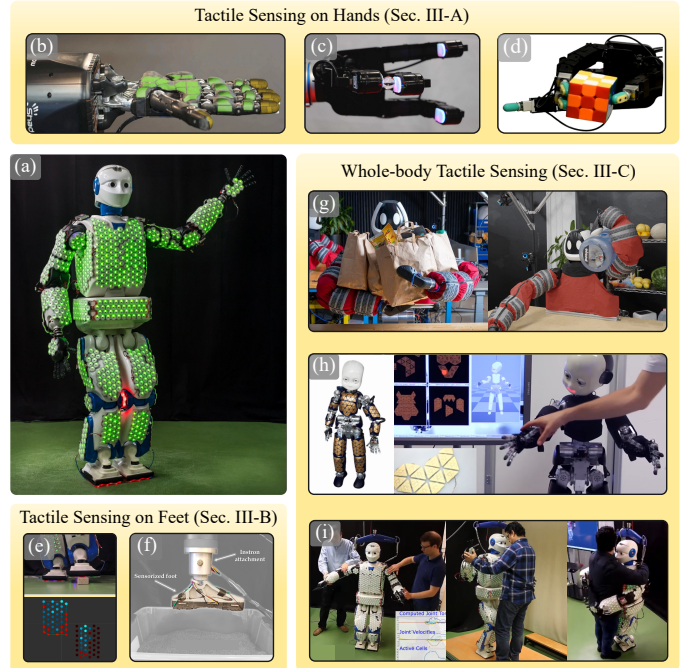 Tactile Sensing on Hands (Sec. III-A)
(b)
(c)
(d)
(a)
Whole-body Tactile Sensing (Sec. III-C)
(g)
(h)
Tactile Sensing on Feet (Sec. III-B)
(e)
(f)
Instron
attachment
Sensorized foot
(i)
Joint Velocities
Active Cells